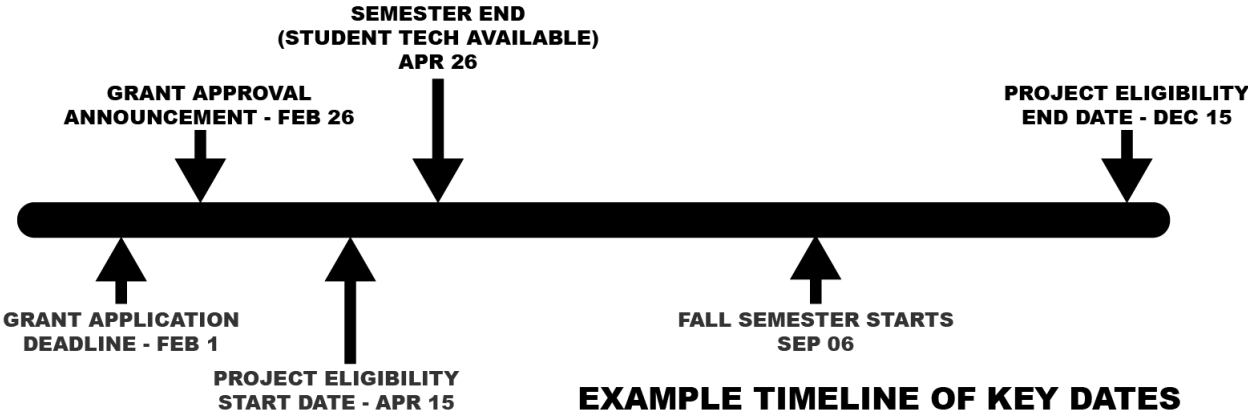 SEMESTER END
(STUDENT TECH AVAILABLE)
APR 26
GRANT APPROVAL
ANNOUNCEMENT - FEB 26
PROJECT ELIGIBILITY
END DATE - DEC 15
GRANT APPLICATION
DEADLINE - FEB 1
PROJECT ELIGIBILITY
START DATE - APR 15
FALL SEMESTER STARTS
SEP 06
EXAMPLE TIMELINE OF KEY DATES